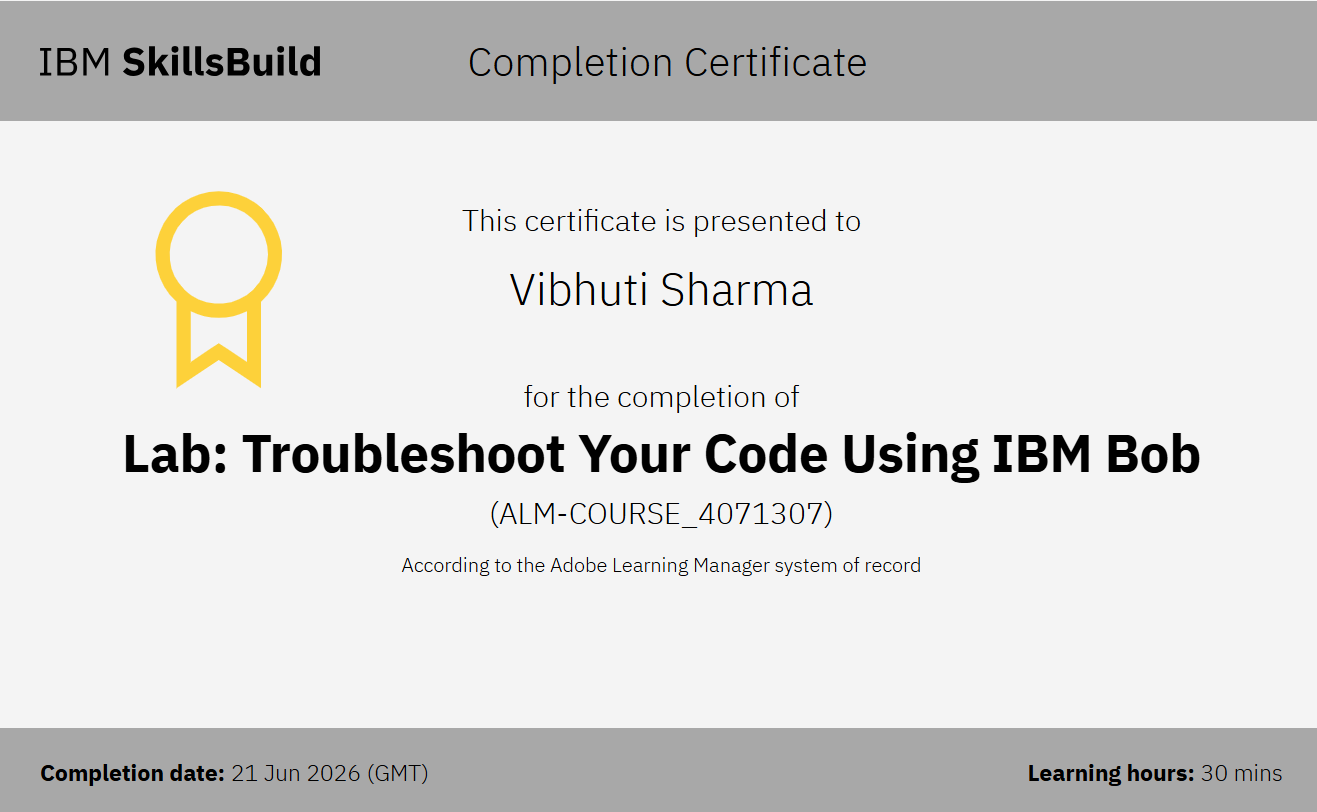 IBM SkillsBuild Completion Certificate
This certificate is presented to
Vibhuti Sharma
for the completion of
Lab: Troubleshoot Your Code Using IBM Bob
(ALM-COURSE_4071307)
According to the Adobe Learning Manager system of record
Completion date: 21 Jun 2026 (GMT) Learning hours: 30 mins